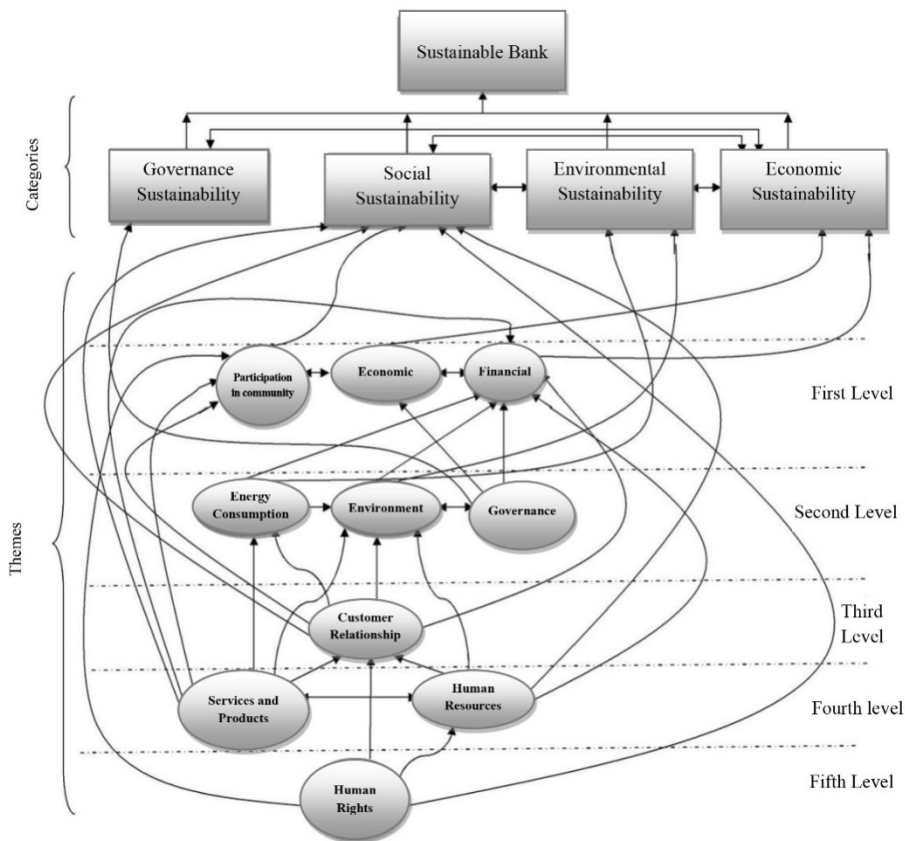 Sustainable Bank
Categories
Governance
Sustainability
Social
Sustainability
Environmental
Sustainability
Economic
Sustainability
Themes
Participation
in community
Economic
Financial
First Level
Energy
Consumption
Environment
Governance
Second Level
Customer
Relationship
Third
Level
Services and
Products
Human
Resources
Fourth level
Human
Rights
Fifth Level